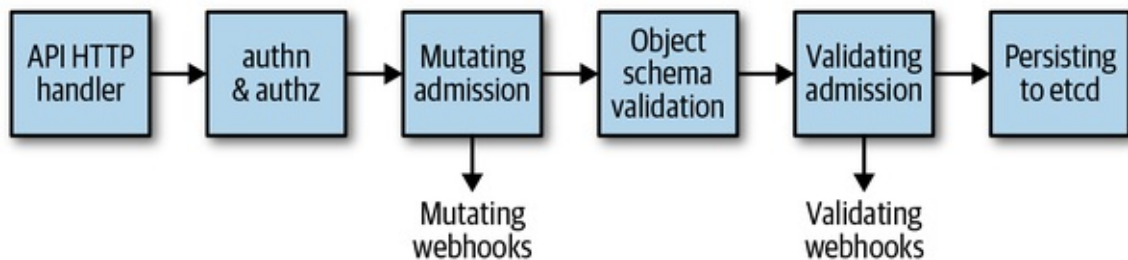 API HTTP
handler
authn
& authz
Mutating
admission
Object
schema
validation
Validating
admission
Persisting
to etcd
Mutating
webhooks
Validating
webhooks